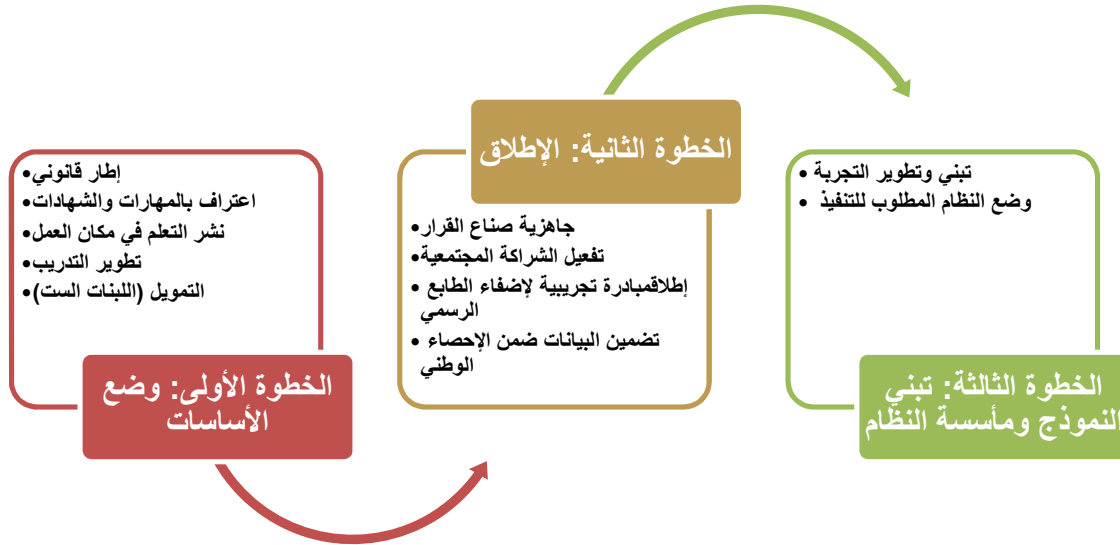 إطار قانوني•
اعتراف بالمهارات والشهادات•
نشر التعلم في مكان العمل•
تطوير التدريب•
التمويل (اللبنات الست)•
الخطوة الأولى: وضع
الأساسات
الخطوة الثانية: الإطلاق
جاهزية صناع القرار•
تفعيل الشراكة المجتمعية•
إطلاقمبادرة تجريبية لإضفاء الطابع •
الرسمي
تضمين البيانات ضمن الإحصاء •
الوطني
تبني وتطوير التجربة •
وضع النظام المطلوب للتنفيذ •
الخطوة الثالثة: تبني
النموذج ومأسسة النظام